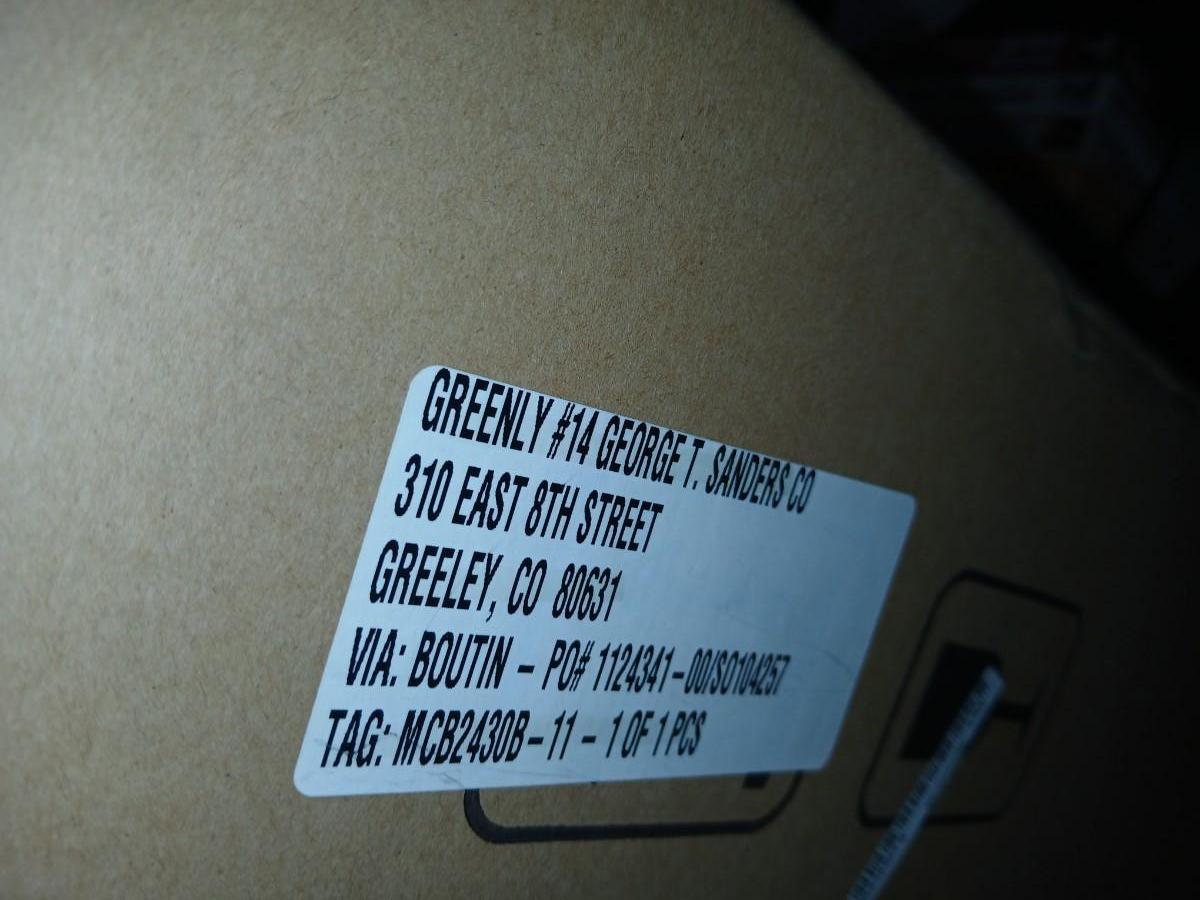 GREENLY #14 GEORGE T. SANDERS CO
310 EAST 8TH STREET
GREELEY, CO 80631
VIA: BOUTIN - PO# 1124341-00/SO104257
TAG: MCB2430B-11 - 1 OF 1 PCS